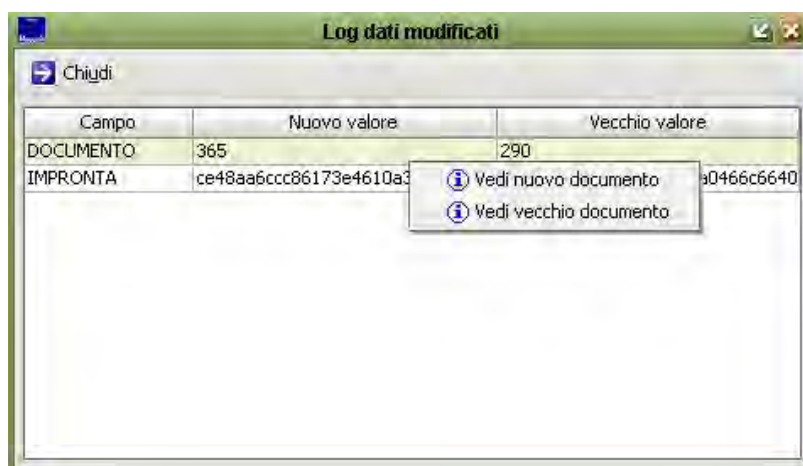 Log dati modificati
Chiudi
Campo Nuovo valore Vecchio valore
DOCUMENTO 365 290
IMPRONTA ce48aa6ccc86173e4610a3 a0466c6640
Vedi nuovo documento
Vedi vecchio documento